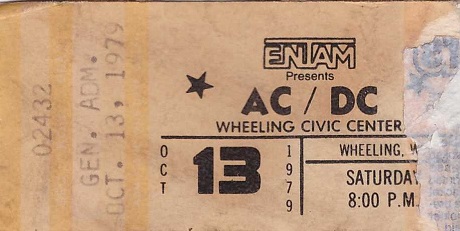 02432
GEN. ADM.
OCT. 13, 1979
ENTAM
Presents
AC / DC
WHEELING CIVIC CENTER
OCT
13
1979
WHEELING, W
SATURDAY
8:00 P.M.